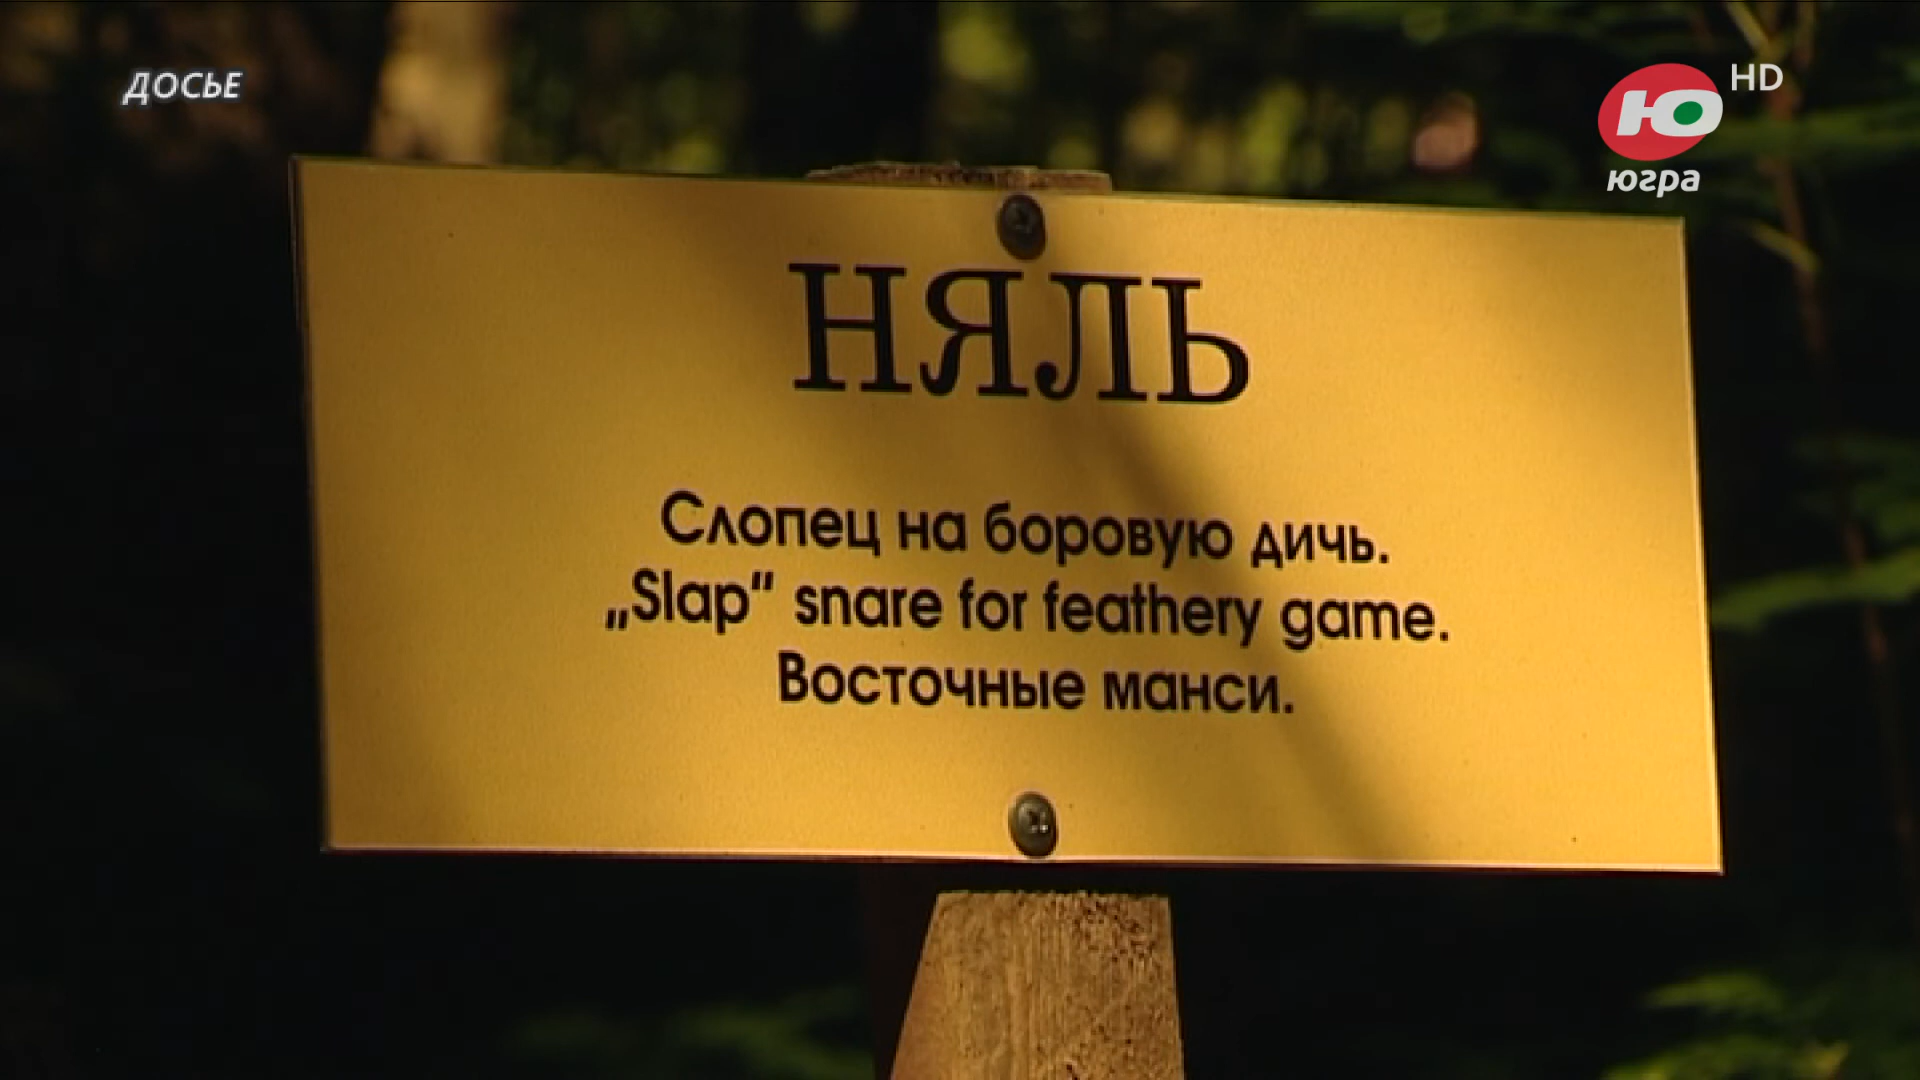 ДОСЬЕ
HD
Ю
югра
НЯЛЬ
Слопец на боровую дичь.
„Slap“ snare for feathery game.
Восточные манси.